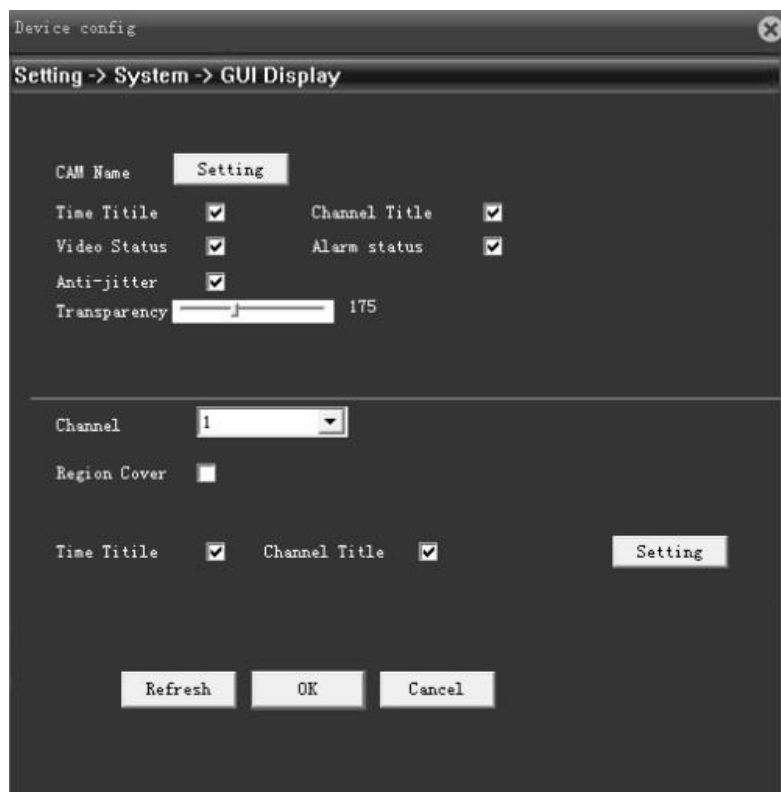 Device config
Setting -> System -> GUI Display
CAM Name Setting
Time Titile Channel Title
Video Status Alarm status
Anti-jitter
Transparency 175
Channel 1
Region Cover
Time Titile Channel Title Setting
Refresh OK Cancel